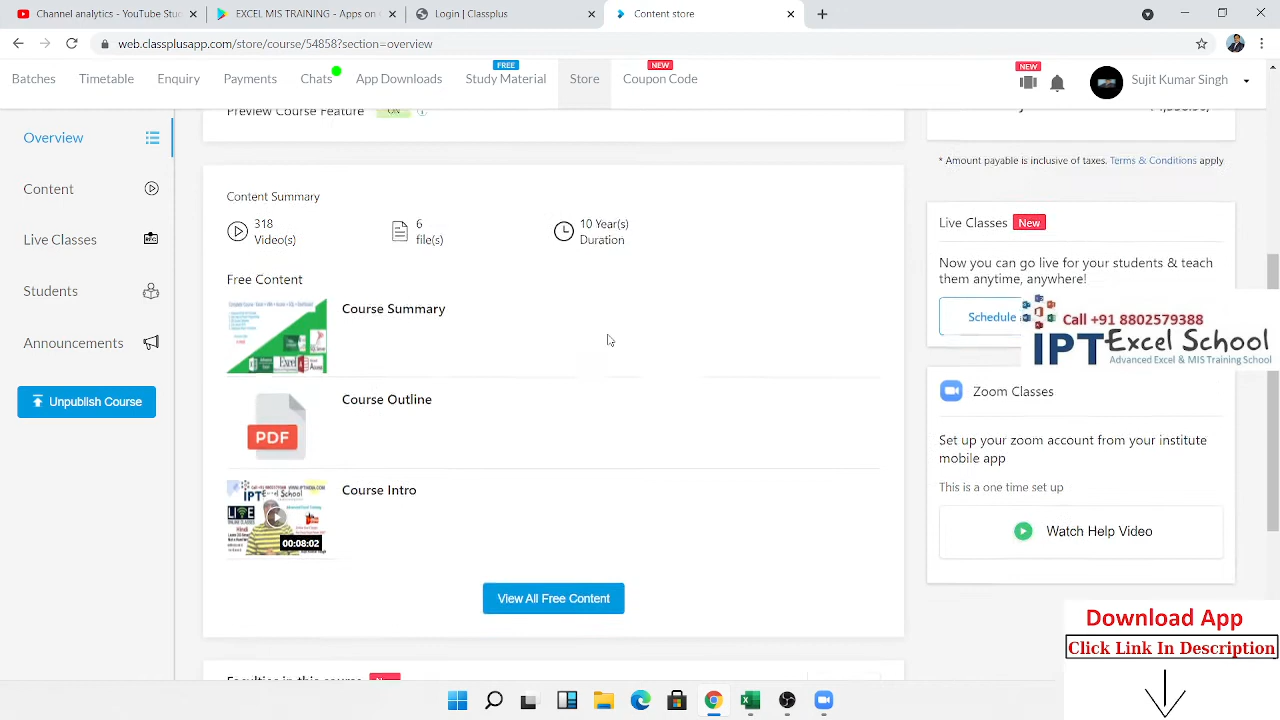 Channel analytics - YouTube Stu
EXCEL MIS TRAINING - Apps on
Login | Classplus
Content store
web.classplusapp.com/store/course/54858?section=overview
FREE
NEW
NEW
Batches
Timetable
Enquiry
Payments
Chats
App Downloads
Study Material
Store
Coupon Code
Sujit Kumar Singh
Preview Course Feature
ON
Overview
Content
Live Classes
Students
Announcements
Unpublish Course
Content Summary
318
Video(s)
6
file(s)
10 Year(s)
Duration
Free Content
Course Summary
PDF
Course Outline
00:08:02
Course Intro
View All Free Content
Faculties in this course
* Amount payable is inclusive of taxes. Terms & Conditions apply
Live Classes New
Now you can go live for your students & teach
them anytime, anywhere!
Schedule
Call +91 8802579388
IPT Excel School
Advanced Excel & MIS Training School
Zoom Classes
Set up your zoom account from your institute
mobile app
This is a one time set up
Watch Help Video
Download App
Click Link In Description